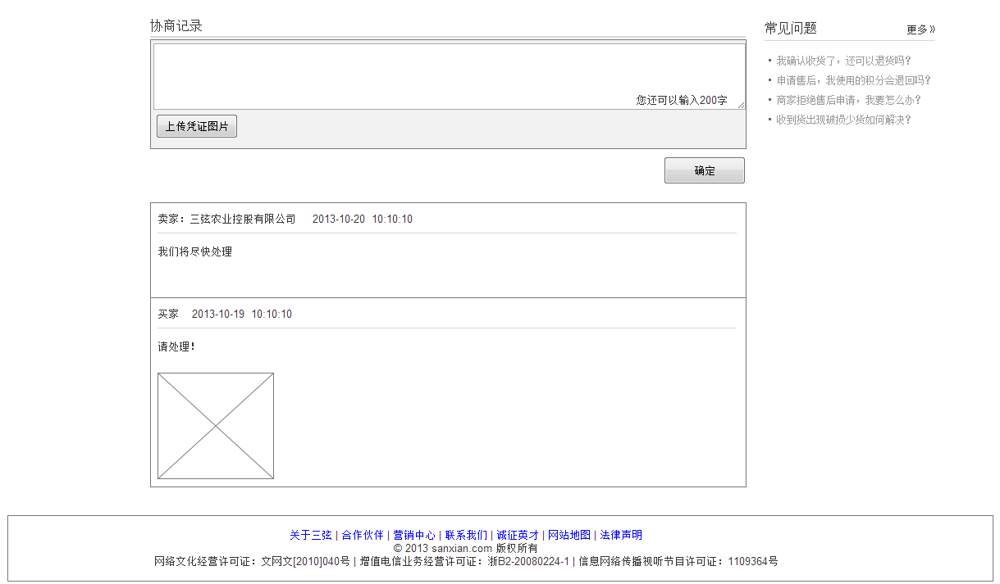 协商记录
您还可以输入200字
上传凭证图片
确定
卖家：三弦农业控股有限公司 2013-10-20 10:10:10
我们将尽快处理
买家 2013-10-19 10:10:10
请处理！
常见问题 更多》
• 我确认收货了，还可以退货吗？
• 申请售后，我使用的积分会退回吗？
• 商家拒绝售后申请，我要怎么办？
• 收到货出现破损少货如何解决？
关于三弦 | 合作伙伴 | 营销中心 | 联系我们 | 诚征英才 | 网站地图 | 法律声明
© 2013 sanxian.com 版权所有
网络文化经营许可证：文网文[2010]040号 | 增值电信业务经营许可证：浙B2-20080224-1 | 信息网络传播视听节目许可证：1109364号